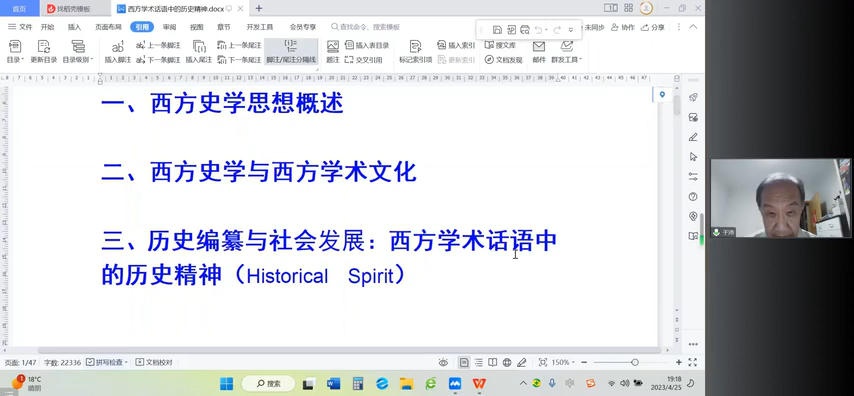 首页
找稻壳模板
西方学术话语中的历史精神.docx
文件 开始 插入 页面布局 引用 审阅 视图 章节 开发工具 会员专享 查找命令、搜索模板
未同步 协作 分享
目录 更新目录 目录级别 插入脚注 上一条脚注 下一条脚注 插入尾注 上一条尾注 下一条尾注 脚注/尾注分隔线 题注 插入表目录 交叉引用 标记索引项 插入索引 更新索引 搜文库 文档发现 邮件 群发工具
一、西方史学思想概述
二、西方史学与西方学术文化
三、历史编纂与社会发展：西方学术话语中
的历史精神（Historical Spirit）
于沛
页面: 1/47 字数: 22336 拼写检查 文档校对 150%
18°C
晴朗
搜索
19:18
2023/4/25